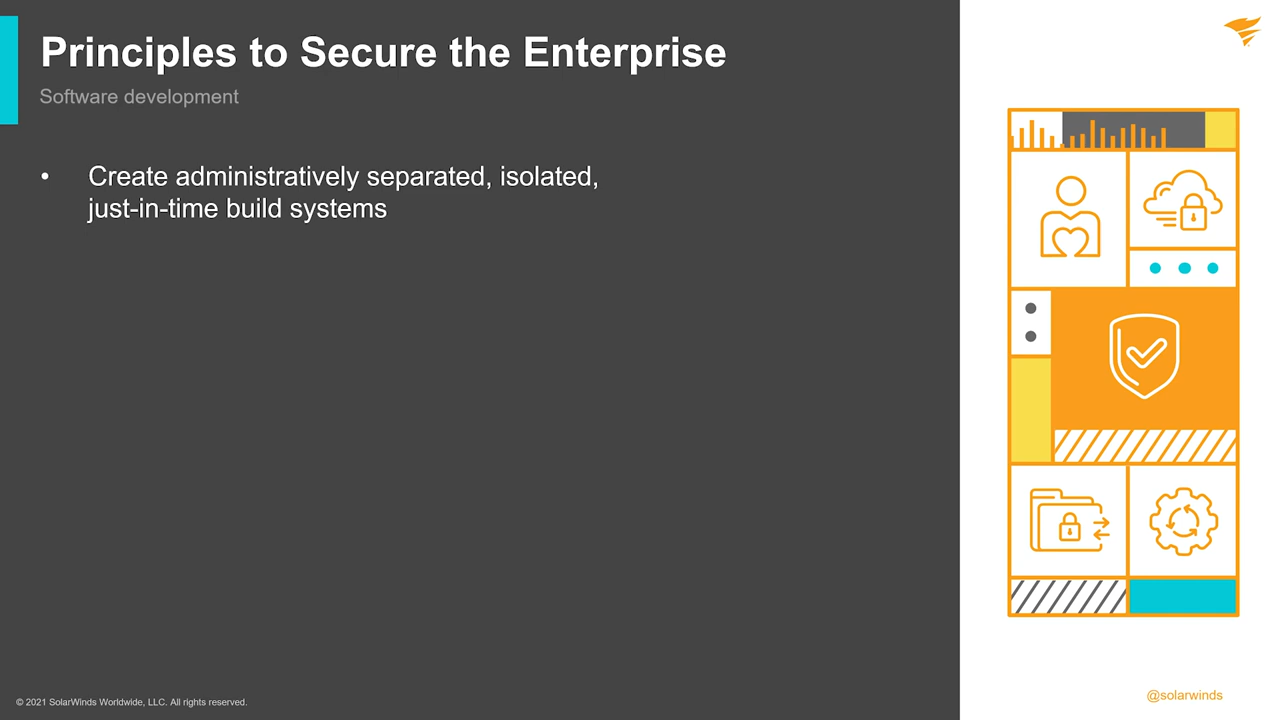 Principles to Secure the Enterprise
Software development
• Create administratively separated, isolated,
just-in-time build systems
© 2021 SolarWinds Worldwide, LLC. All rights reserved.
@solarwinds